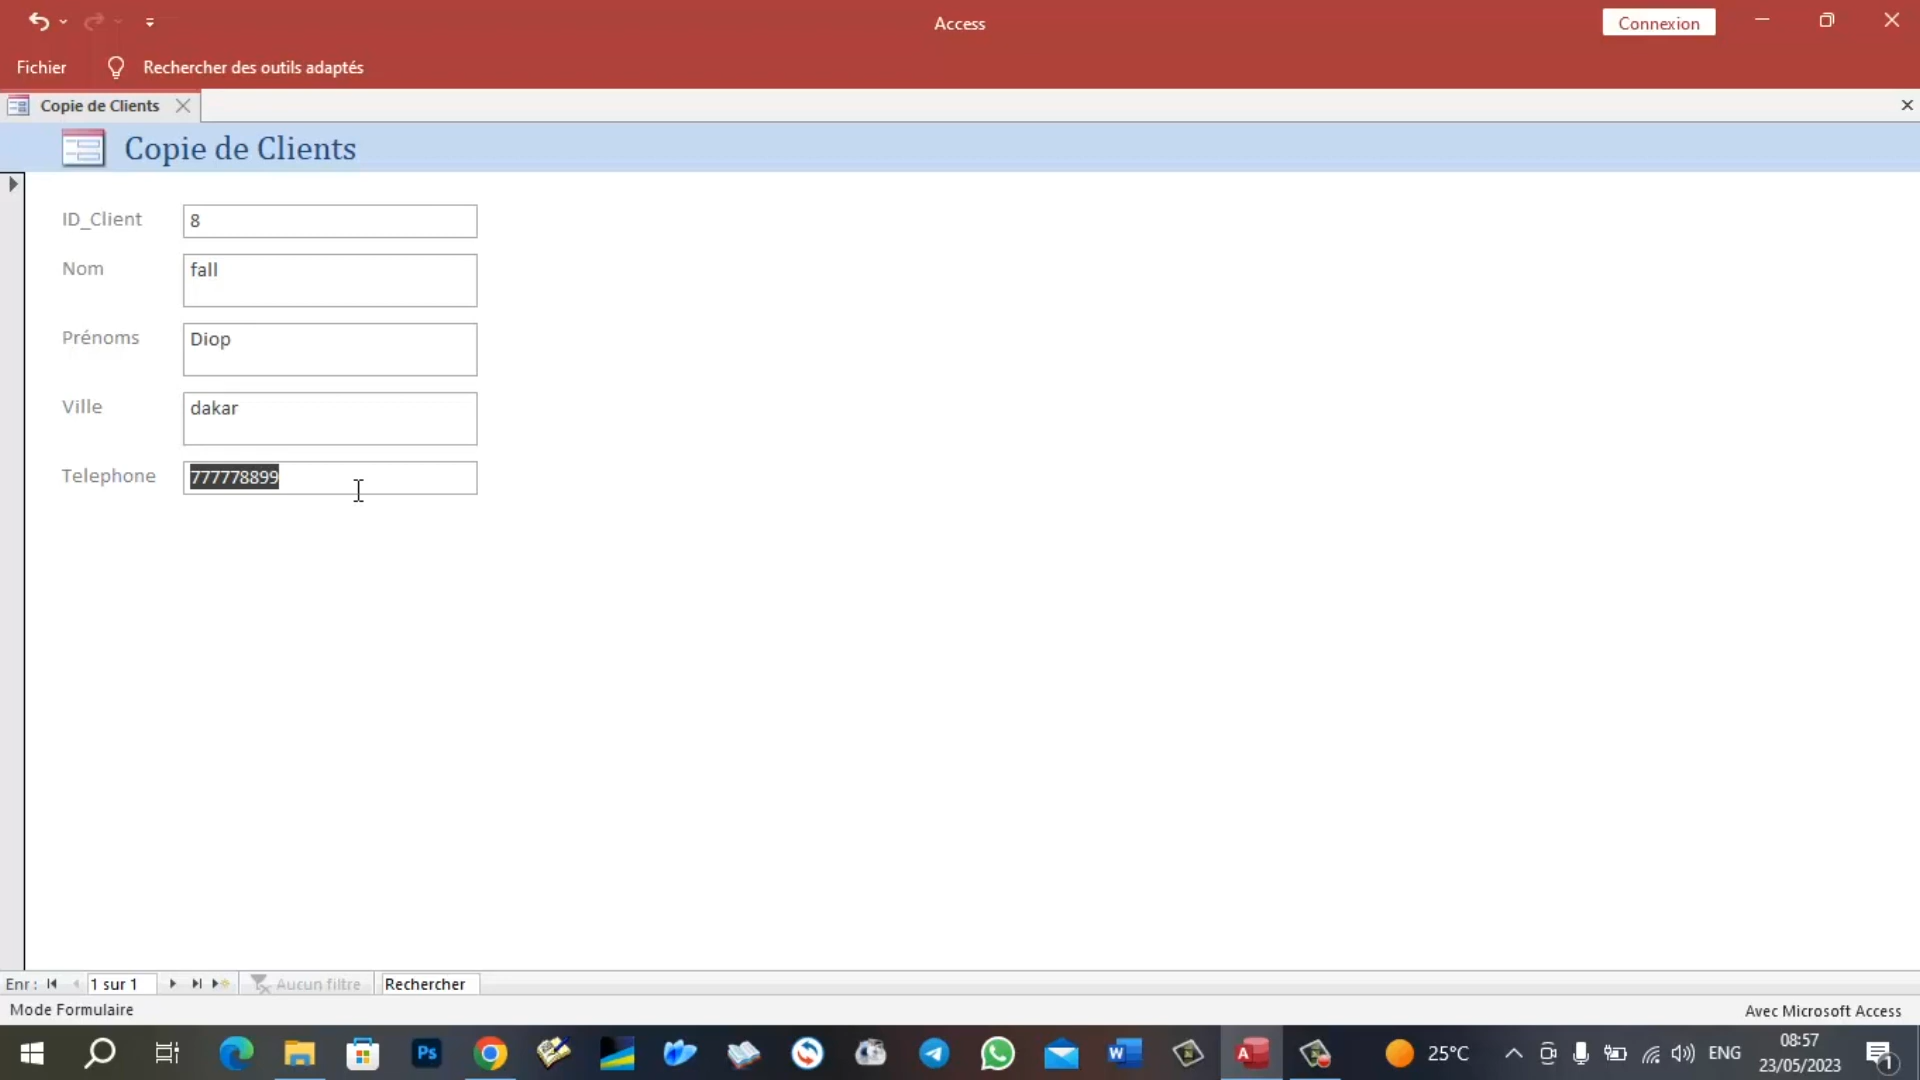 Access
Connexion
Fichier
Rechercher des outils adaptés
Copie de Clients
Copie de Clients
ID_Client
8
Nom
fall
Prénoms
Diop
Ville
dakar
Telephone
777778899
Enr :
1 sur 1
Aucun filtre
Rechercher
Mode Formulaire
Avec Microsoft Access
Ps
W
A
25°C
ENG
08:57
23/05/2023
1